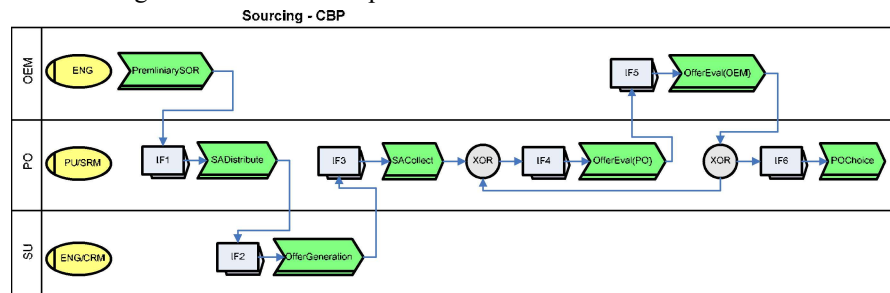 Sourcing - CBP
OEM
ENG
PremliniarySOR
IF5
OfferEval(OEM)
PO
PU/SRM
IF1
SADistribute
IF3
SACollect
XOR
IF4
OfferEval(PO)
XOR
IF6
POChoice
SU
ENG/CRM
IF2
OfferGeneration